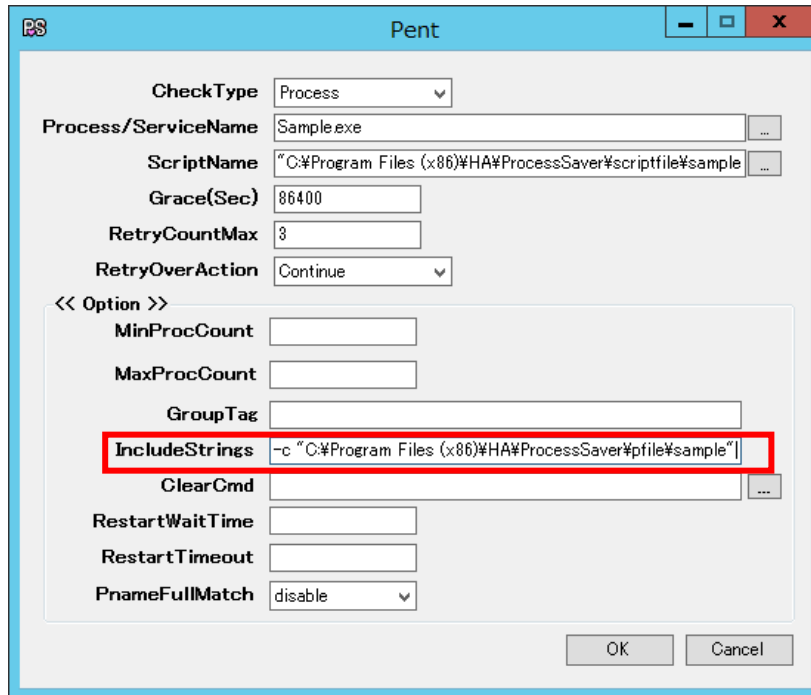 PS
Pent
CheckType Process
Process/ServiceName Sample.exe ...
ScriptName "C:¥Program Files (x86)¥HA¥ProcessSaver¥scriptfile¥sample ...
Grace(Sec) 86400
RetryCountMax 3
RetryOverAction Continue
<< Option >>
MinProcCount
MaxProcCount
GroupTag
IncludeStrings -c "C:¥Program Files (x86)¥HA¥ProcessSaver¥pfile¥sample"
ClearCmd ...
RestartWaitTime
RestartTimeout
PnameFullMatch disable
OK Cancel